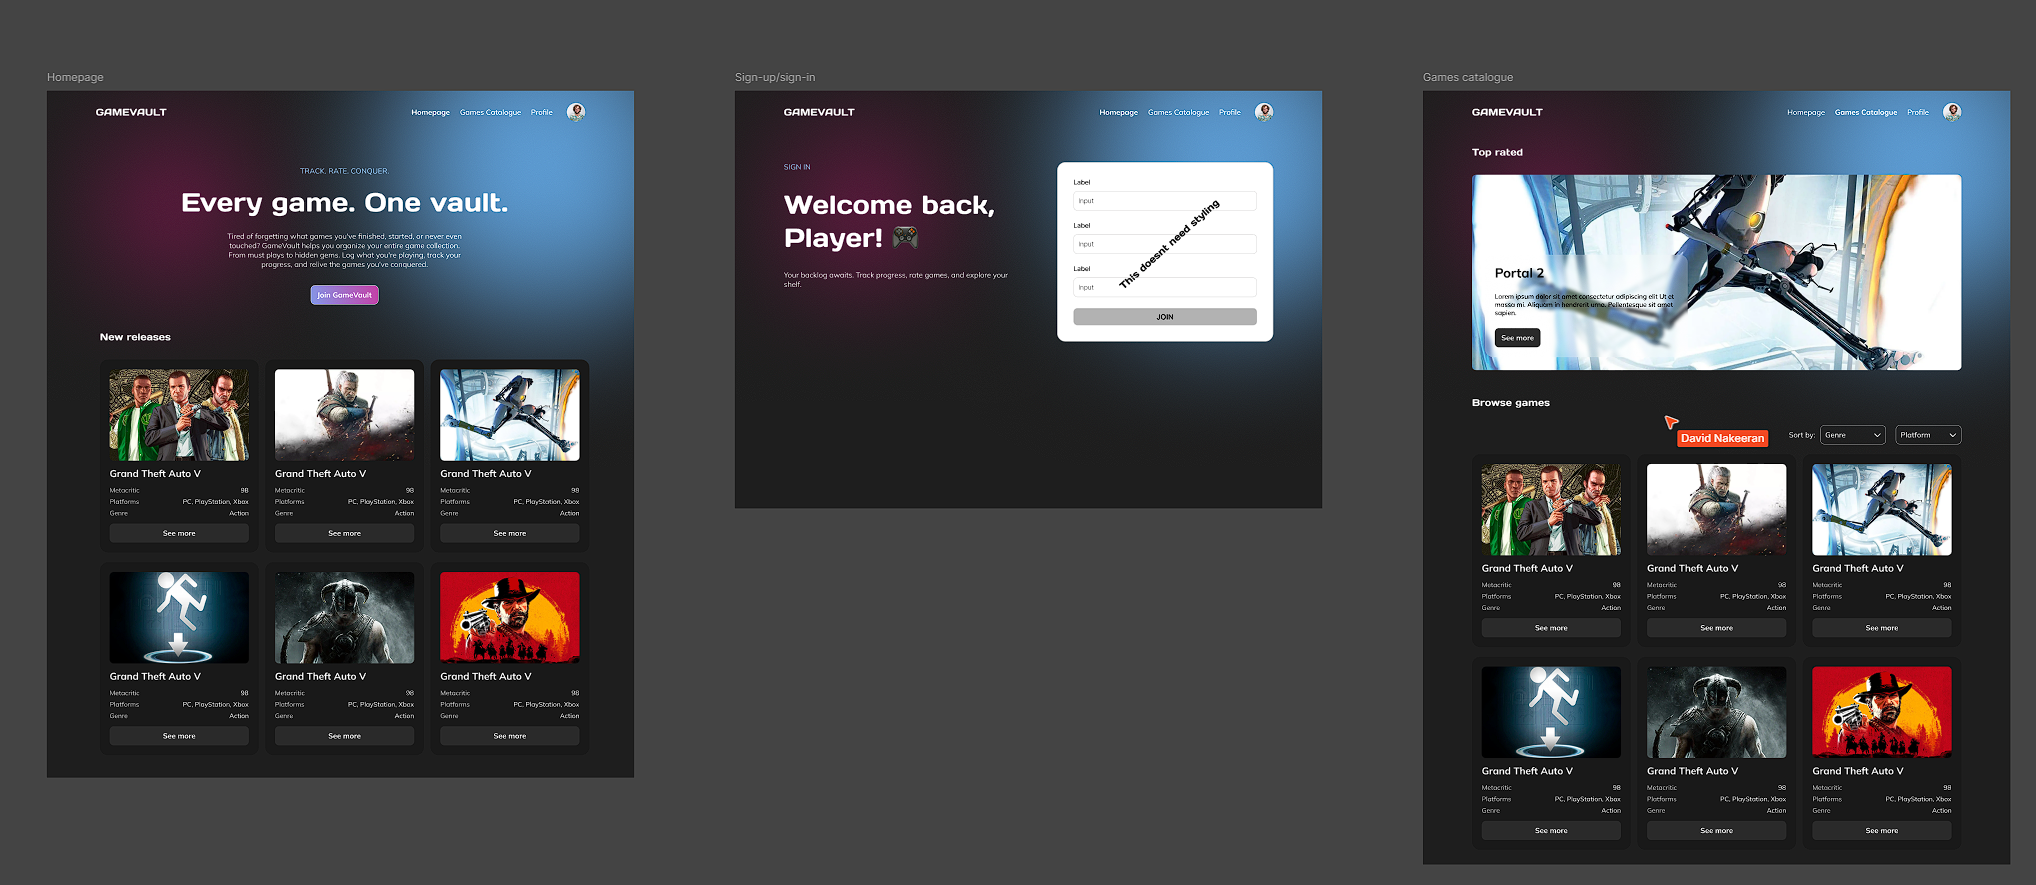 Homepage
GAMEVAULT
Homepage Games Catalogue Profile
TRACK. RATE. CONQUER.
Every game. One vault.
Tired of forgetting what games you've finished, started, or never even
touched? GameVault helps you organize your entire game collection.
From must plays to hidden gems. Log what you're playing, track your
progress, and relive the games you've conquered.
Join GameVault
New releases
Grand Theft Auto V
Metacritic 98
Platforms PC, PlayStation, Xbox
Genre Action
See more
Grand Theft Auto V
Metacritic 98
Platforms PC, PlayStation, Xbox
Genre Action
See more
Grand Theft Auto V
Metacritic 98
Platforms PC, PlayStation, Xbox
Genre Action
See more
Grand Theft Auto V
Metacritic 98
Platforms PC, PlayStation, Xbox
Genre Action
See more
Grand Theft Auto V
Metacritic 98
Platforms PC, PlayStation, Xbox
Genre Action
See more
Grand Theft Auto V
Metacritic 98
Platforms PC, PlayStation, Xbox
Genre Action
See more
Sign-up/sign-in
GAMEVAULT
Homepage Games Catalogue Profile
SIGN IN
Welcome back,
Player! 🎮
Your backlog awaits. Track progress, rate games, and explore your
shelf.
Label
Input
Label
Input
Label
Input
This doesnt need styling
JOIN
Games catalogue
GAMEVAULT
Homepage Games Catalogue Profile
Top rated
Portal 2
Lorem ipsum dolor sit amet consectetur adipiscing elit Ut et
massa mi. Aliquam in hendrerit urna. Pellentesque sit amet
sapien.
See more
Browse games
David Nakeeran
Sort by: Genre Platform
Grand Theft Auto V
Metacritic 98
Platforms PC, PlayStation, Xbox
Genre Action
See more
Grand Theft Auto V
Metacritic 98
Platforms PC, PlayStation, Xbox
Genre Action
See more
Grand Theft Auto V
Metacritic 98
Platforms PC, PlayStation, Xbox
Genre Action
See more
Grand Theft Auto V
Metacritic 98
Platforms PC, PlayStation, Xbox
Genre Action
See more
Grand Theft Auto V
Metacritic 98
Platforms PC, PlayStation, Xbox
Genre Action
See more
Grand Theft Auto V
Metacritic 98
Platforms PC, PlayStation, Xbox
Genre Action
See more